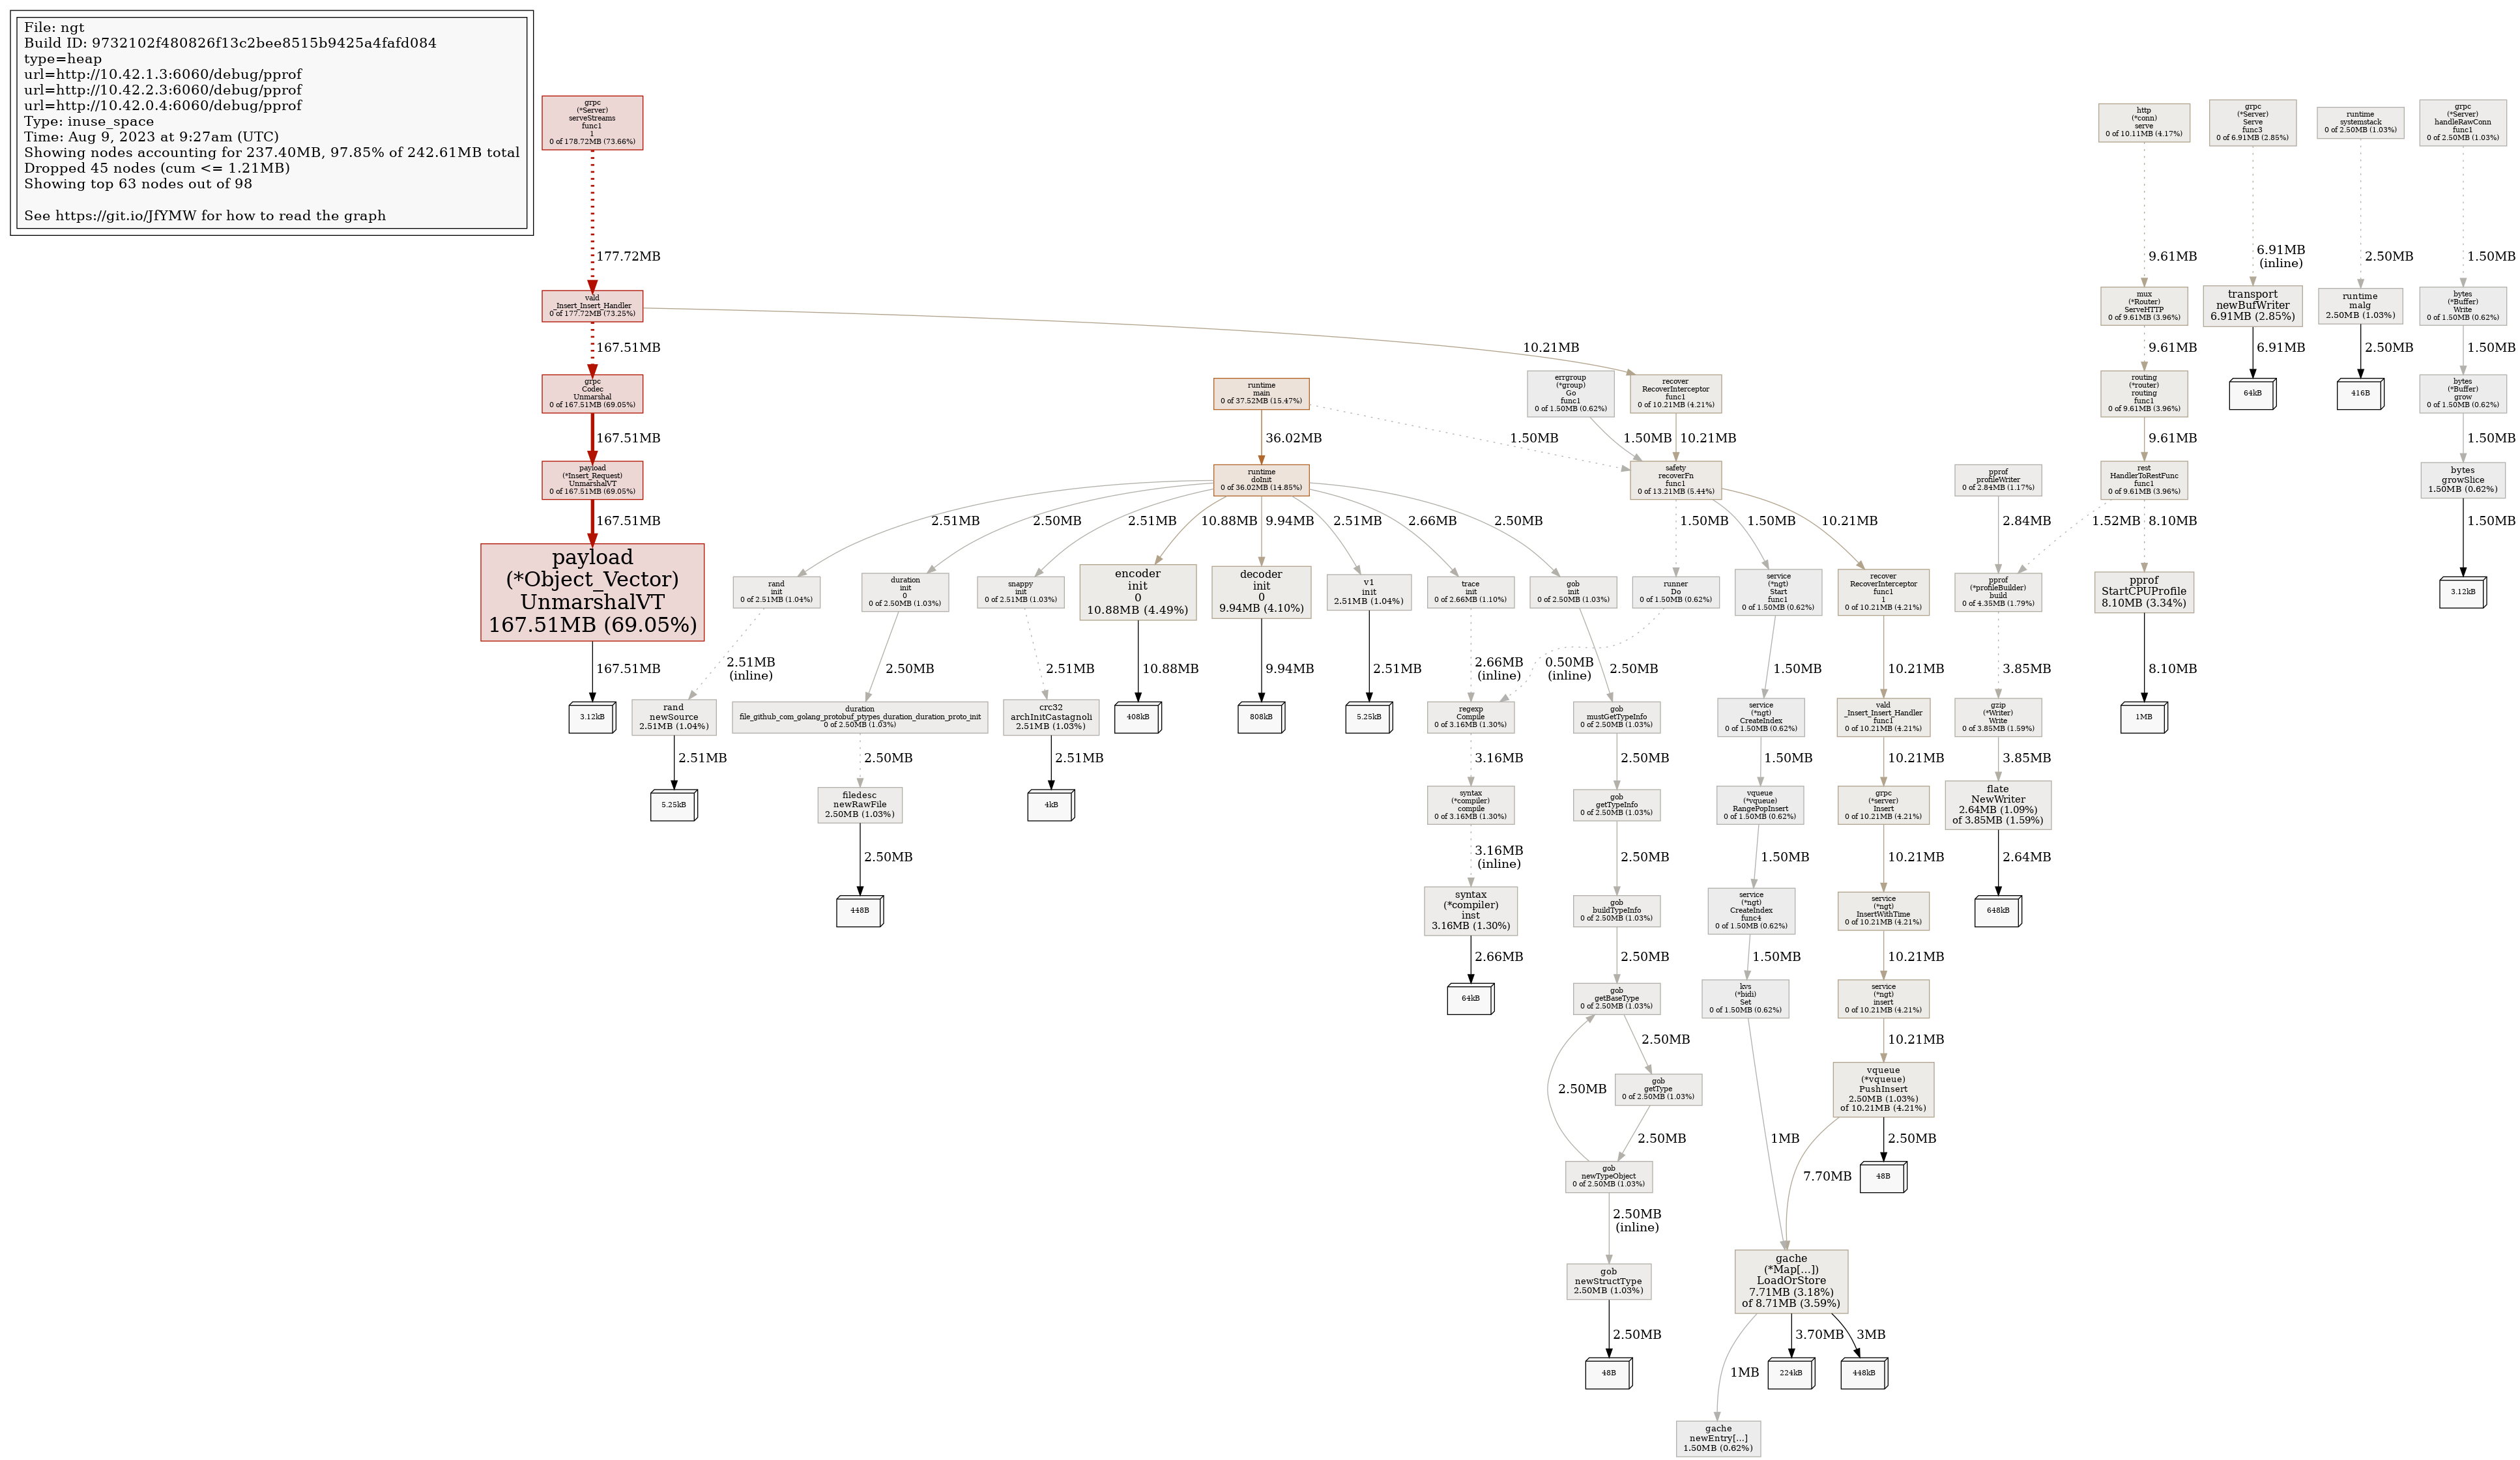 File: ngt
Build ID: 9732102f480826f13c2bee8515b9425a4fafd084
type=heap
url=http://10.42.1.3:6060/debug/pprof
url=http://10.42.2.3:6060/debug/pprof
url=http://10.42.0.4:6060/debug/pprof
Type: inuse_space
Time: Aug 9, 2023 at 9:27am (UTC)
Showing nodes accounting for 237.40MB, 97.85% of 242.61MB total
Dropped 45 nodes (cum <= 1.21MB)
Showing top 63 nodes out of 98
See https://git.io/JfYMW for how to read the graph
grpc
(*Server)
serveStreams
func1
1
0 of 178.72MB (73.66%)
http
(*conn)
serve
0 of 10.11MB (4.17%)
grpc
(*Server)
Serve
func3
0 of 6.91MB (2.85%)
runtime
systemstack
0 of 2.50MB (1.03%)
grpc
(*Server)
handleRawConn
func1
0 of 2.50MB (1.03%)
177.72MB
9.61MB
6.91MB
(inline)
2.50MB
1.50MB
vald
_Insert_Insert_Handler
0 of 177.72MB (73.25%)
mux
(*Router)
ServeHTTP
0 of 9.61MB (3.96%)
transport
newBufWriter
6.91MB (2.85%)
runtime
malg
2.50MB (1.03%)
bytes
(*Buffer)
Write
0 of 1.50MB (0.62%)
167.51MB
10.21MB
9.61MB
6.91MB
2.50MB
1.50MB
grpc
Codec
Unmarshal
0 of 167.51MB (69.05%)
runtime
main
0 of 37.52MB (15.47%)
errgroup
(*group)
Go
func1
0 of 1.50MB (0.62%)
recover
RecoverInterceptor
func1
0 of 10.21MB (4.21%)
routing
(*router)
routing
func1
0 of 9.61MB (3.96%)
64kB
416B
bytes
(*Buffer)
grow
0 of 1.50MB (0.62%)
167.51MB
36.02MB
1.50MB
1.50MB
10.21MB
9.61MB
1.50MB
payload
(*Insert_Request)
UnmarshalVT
0 of 167.51MB (69.05%)
runtime
doInit
0 of 36.02MB (14.85%)
safety
recoverFn
func1
0 of 13.21MB (5.44%)
pprof
profileWriter
0 of 2.84MB (1.17%)
rest
HandlerToRestFunc
func1
0 of 9.61MB (3.96%)
bytes
growSlice
1.50MB (0.62%)
167.51MB
2.51MB
2.50MB
2.51MB
10.88MB
9.94MB
2.51MB
2.66MB
2.50MB
1.50MB
1.50MB
10.21MB
2.84MB
1.52MB
8.10MB
1.50MB
payload
(*Object_Vector)
UnmarshalVT
167.51MB (69.05%)
rand
init
0 of 2.51MB (1.04%)
duration
init
0
0 of 2.50MB (1.03%)
snappy
init
0 of 2.51MB (1.03%)
encoder
init
0
10.88MB (4.49%)
decoder
init
0
9.94MB (4.10%)
v1
init
2.51MB (1.04%)
trace
init
0 of 2.66MB (1.10%)
gob
init
0 of 2.50MB (1.03%)
runner
Do
0 of 1.50MB (0.62%)
service
(*ngt)
Start
func1
0 of 1.50MB (0.62%)
recover
RecoverInterceptor
func1
1
0 of 10.21MB (4.21%)
pprof
(*profileBuilder)
build
0 of 4.35MB (1.79%)
pprof
StartCPUProfile
8.10MB (3.34%)
3.12kB
167.51MB
2.51MB
(inline)
2.50MB
2.51MB
10.88MB
9.94MB
2.51MB
2.66MB
(inline)
0.50MB
(inline)
2.50MB
1.50MB
10.21MB
3.85MB
8.10MB
3.12kB
rand
newSource
2.51MB (1.04%)
duration
file_github_com_golang_protobuf_ptypes_duration_duration_proto_init
0 of 2.50MB (1.03%)
crc32
archInitCastagnoli
2.51MB (1.03%)
408kB
808kB
5.25kB
regexp
Compile
0 of 3.16MB (1.30%)
gob
mustGetTypeInfo
0 of 2.50MB (1.03%)
service
(*ngt)
CreateIndex
0 of 1.50MB (0.62%)
vald
_Insert_Insert_Handler
func1
0 of 10.21MB (4.21%)
gzip
(*Writer)
Write
0 of 3.85MB (1.59%)
1MB
2.51MB
2.50MB
2.51MB
3.16MB
2.50MB
1.50MB
10.21MB
3.85MB
5.25kB
filedesc
newRawFile
2.50MB (1.03%)
4kB
syntax
(*compiler)
compile
0 of 3.16MB (1.30%)
gob
getTypeInfo
0 of 2.50MB (1.03%)
vqueue
(*vqueue)
RangePopInsert
0 of 1.50MB (0.62%)
grpc
(*server)
Insert
0 of 10.21MB (4.21%)
flate
NewWriter
2.64MB (1.09%)
of 3.85MB (1.59%)
2.50MB
3.16MB
(inline)
2.50MB
1.50MB
10.21MB
2.64MB
448B
syntax
(*compiler)
inst
3.16MB (1.30%)
gob
buildTypeInfo
0 of 2.50MB (1.03%)
service
(*ngt)
CreateIndex
func4
0 of 1.50MB (0.62%)
service
(*ngt)
InsertWithTime
0 of 10.21MB (4.21%)
648kB
2.66MB
2.50MB
1.50MB
10.21MB
64kB
gob
getBaseType
0 of 2.50MB (1.03%)
kvs
(*bidi)
Set
0 of 1.50MB (0.62%)
service
(*ngt)
insert
0 of 10.21MB (4.21%)
2.50MB
10.21MB
2.50MB
gob
getType
0 of 2.50MB (1.03%)
vqueue
(*vqueue)
PushInsert
2.50MB (1.03%)
of 10.21MB (4.21%)
2.50MB
1MB
2.50MB
gob
newTypeObject
0 of 2.50MB (1.03%)
7.70MB
48B
2.50MB
(inline)
gob
newStructType
2.50MB (1.03%)
gache
(*Map[…])
LoadOrStore
7.71MB (3.18%)
of 8.71MB (3.59%)
2.50MB
3.70MB
3MB
48B
1MB
224kB
448kB
gache
newEntry[…]
1.50MB (0.62%)